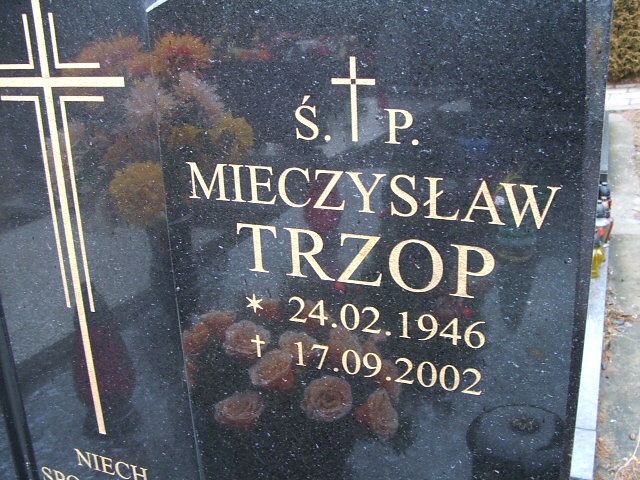 Ś. P.
MIECZYSŁAW
TRZOP
* 24.02.1946
† 17.09.2002
NIECH